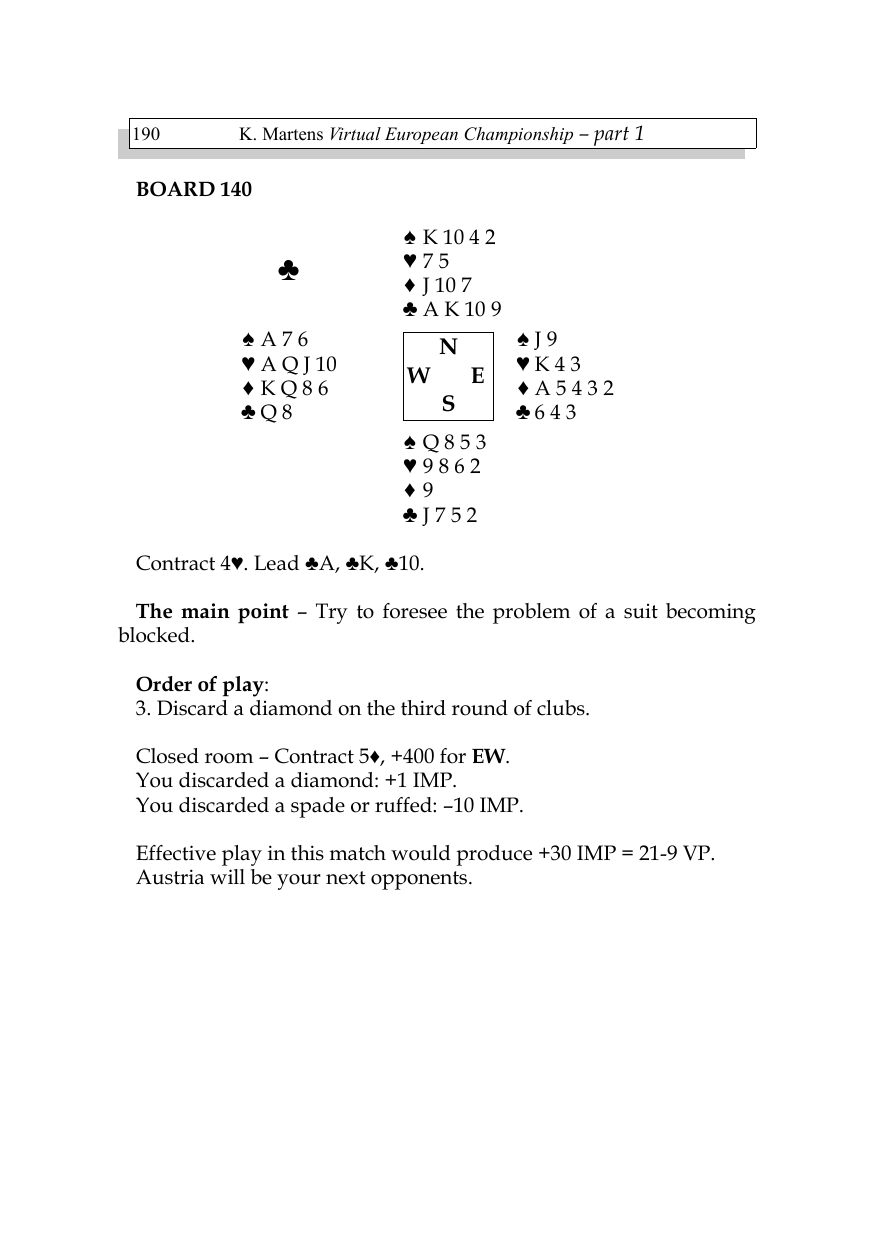 190 K. Martens Virtual European Championship – part 1
BOARD 140
♠ K 10 4 2
♥ 7 5
♦ J 10 7
♣ A K 10 9
♣
♠ A 7 6
♥ A Q J 10
♦ K Q 8 6
♣ Q 8
N
W E
S
♠ J 9
♥ K 4 3
♦ A 5 4 3 2
♣ 6 4 3
♠ Q 8 5 3
♥ 9 8 6 2
♦ 9
♣ J 7 5 2
Contract 4♥. Lead ♣A, ♣K, ♣10.
The main point – Try to foresee the problem of a suit becoming
blocked.
Order of play:
3. Discard a diamond on the third round of clubs.
Closed room – Contract 5♦, +400 for EW.
You discarded a diamond: +1 IMP.
You discarded a spade or ruffed: –10 IMP.
Effective play in this match would produce +30 IMP = 21-9 VP.
Austria will be your next opponents.